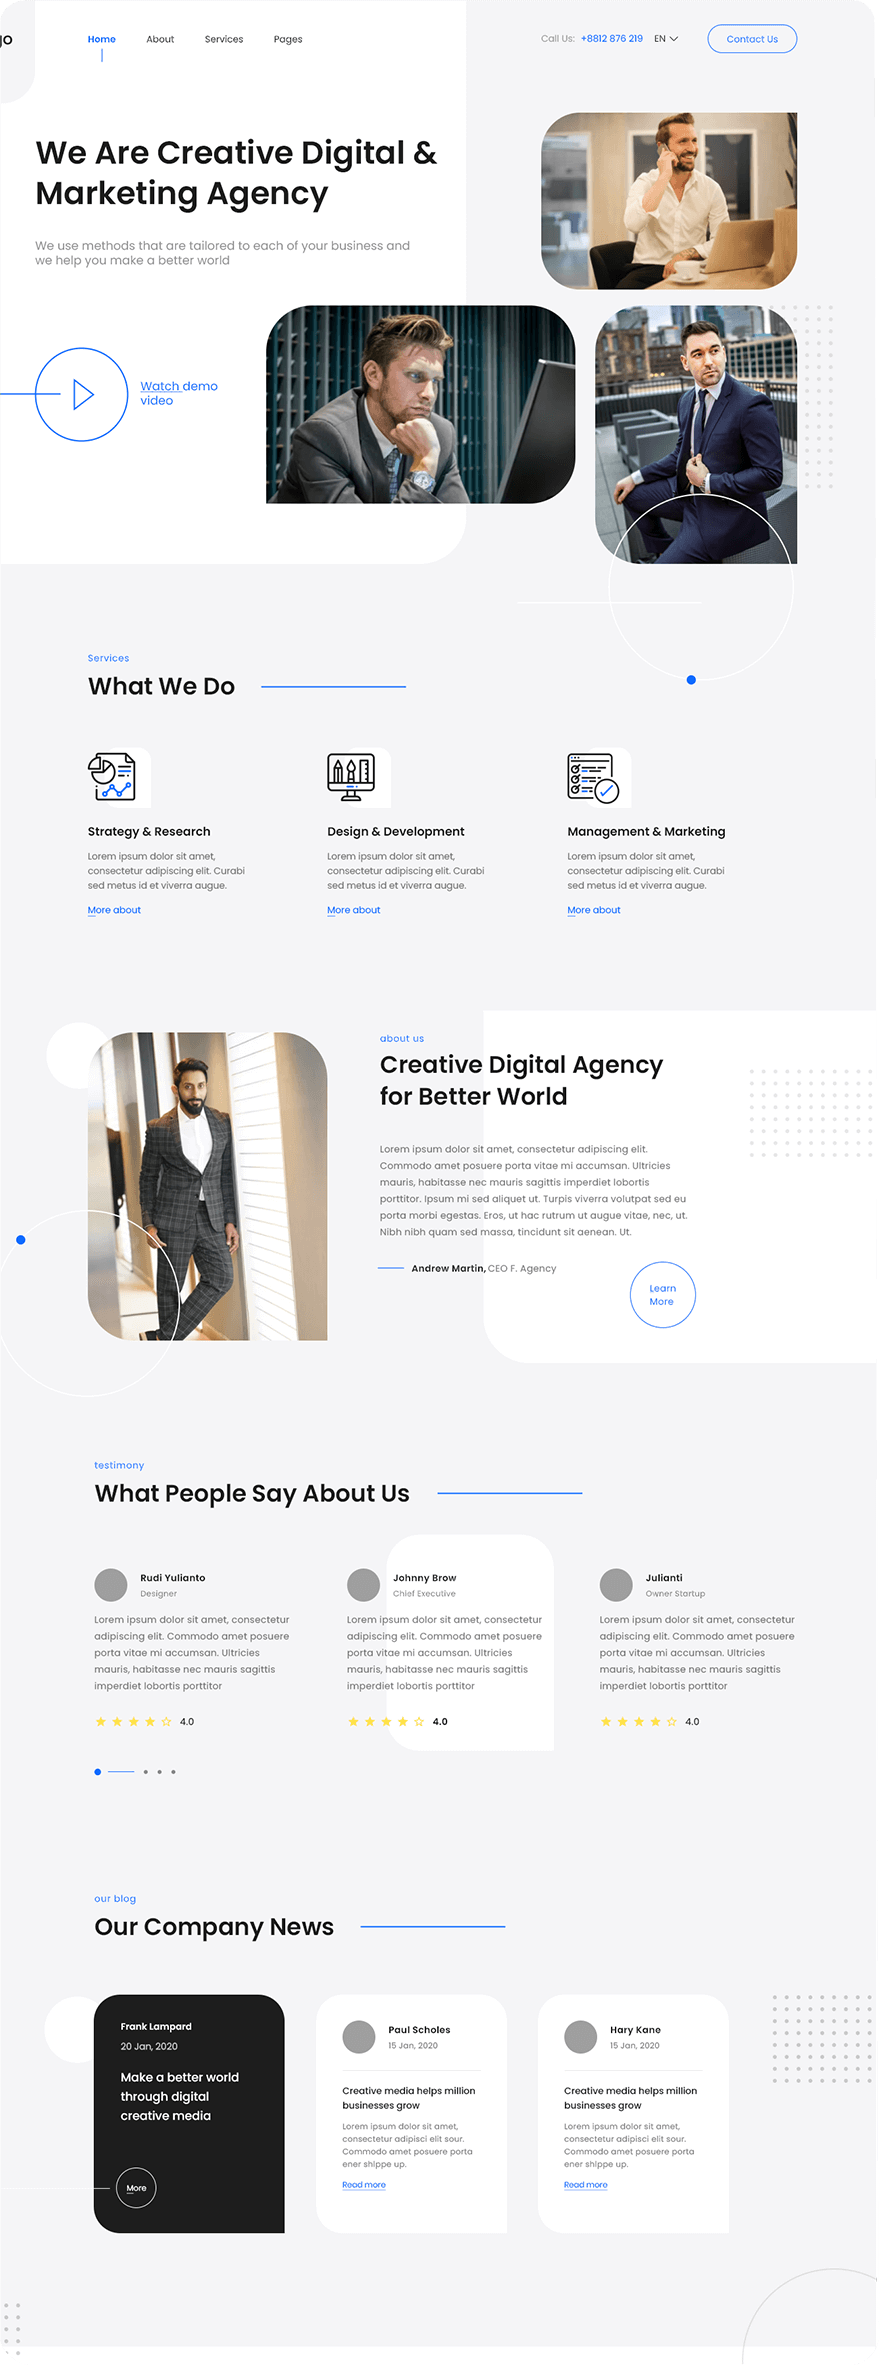 go
Home About Services Pages
Call Us: +8812 876 219 EN Contact Us
We Are Creative Digital &
Marketing Agency
We use methods that are tailored to each of your business and
we help you make a better world
Watch demo
video
Services
What We Do
Strategy & Research
Lorem ipsum dolor sit amet,
consectetur adipiscing elit. Curabi
sed metus id et viverra augue.
More about
Design & Development
Lorem ipsum dolor sit amet,
consectetur adipiscing elit. Curabi
sed metus id et viverra augue.
More about
Management & Marketing
Lorem ipsum dolor sit amet,
consectetur adipiscing elit. Curabi
sed metus id et viverra augue.
More about
about us
Creative Digital Agency
for Better World
Lorem ipsum dolor sit amet, consectetur adipiscing elit.
Commodo amet posuere porta vitae mi accumsan. Ultricies
mauris, habitasse nec mauris sagittis imperdiet lobortis
porttitor. Ipsum mi sed aliquet ut. Turpis viverra volutpat sed eu
porta morbi egestas. Eros, ut hac rutrum ut augue vitae, nec, ut.
Nibh nibh quam sed massa, tincidunt sit aenean. Ut.
Andrew Martin, CEO F. Agency
Learn
More
testimony
What People Say About Us
Rudi Yulianto
Designer
Lorem ipsum dolor sit amet, consectetur
adipiscing elit. Commodo amet posuere
porta vitae mi accumsan. Ultricies
mauris, habitasse nec mauris sagittis
imperdiet lobortis porttitor
4.0
Johnny Brow
Chief Executive
Lorem ipsum dolor sit amet, consectetur
adipiscing elit. Commodo amet posuere
porta vitae mi accumsan. Ultricies
mauris, habitasse nec mauris sagittis
imperdiet lobortis porttitor
4.0
Julianti
Owner Startup
Lorem ipsum dolor sit amet, consectetur
adipiscing elit. Commodo amet posuere
porta vitae mi accumsan. Ultricies
mauris, habitasse nec mauris sagittis
imperdiet lobortis porttitor
4.0
our blog
Our Company News
Frank Lampard
20 Jan, 2020
Make a better world
through digital
creative media
More
Paul Scholes
15 Jan, 2020
Creative media helps million
businesses grow
Lorem ipsum dolor sit amet,
consectetur adipisci elit sour.
Commodo amet posuere porta
ener shippe up.
Read more
Hary Kane
15 Jan, 2020
Creative media helps million
businesses grow
Lorem ipsum dolor sit amet,
consectetur adipisci elit sour.
Commodo amet posuere porta
ener shippe up.
Read more